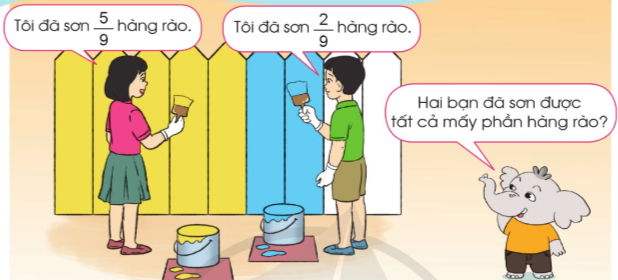 Tôi đã sơn 5/9 hàng rào.
Tôi đã sơn 2/9 hàng rào.
Hai bạn đã sơn được
tất cả mấy phần hàng rào?